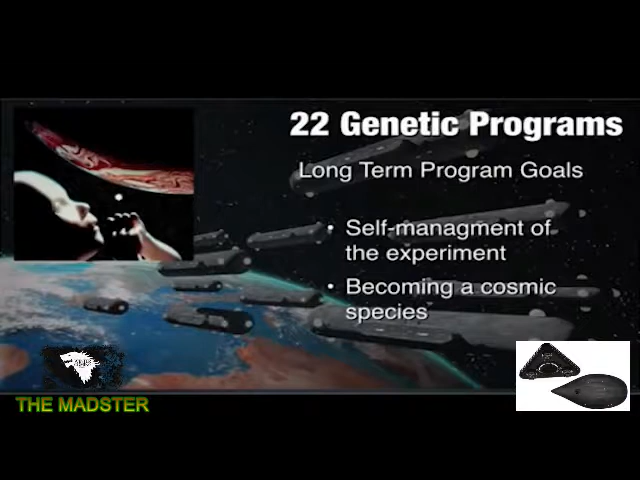 22 Genetic Programs
Long Term Program Goals
• Self-managment of
the experiment
• Becoming a cosmic
species
THE MADSTER